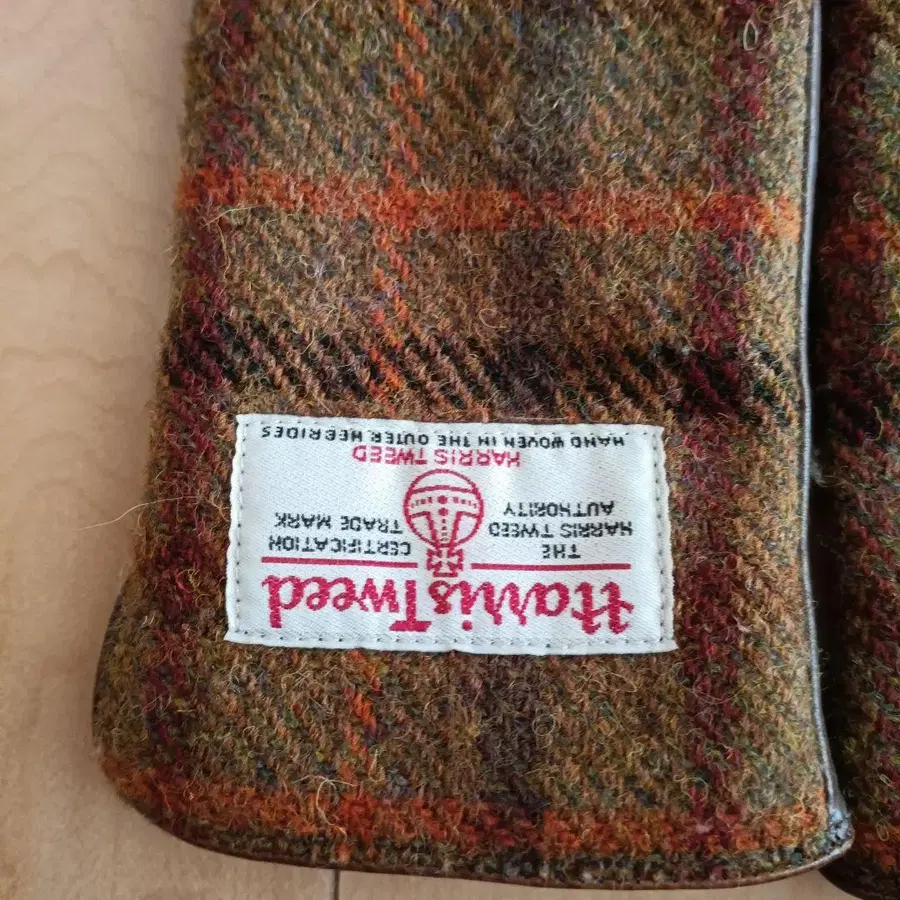 Harris Tweed
THE
HARRIS TWEED
AUTHORITY
CERTIFICATION
TRADE MARK
HARRIS TWEED
HAND WOVEN IN THE OUTER HEBRIDES